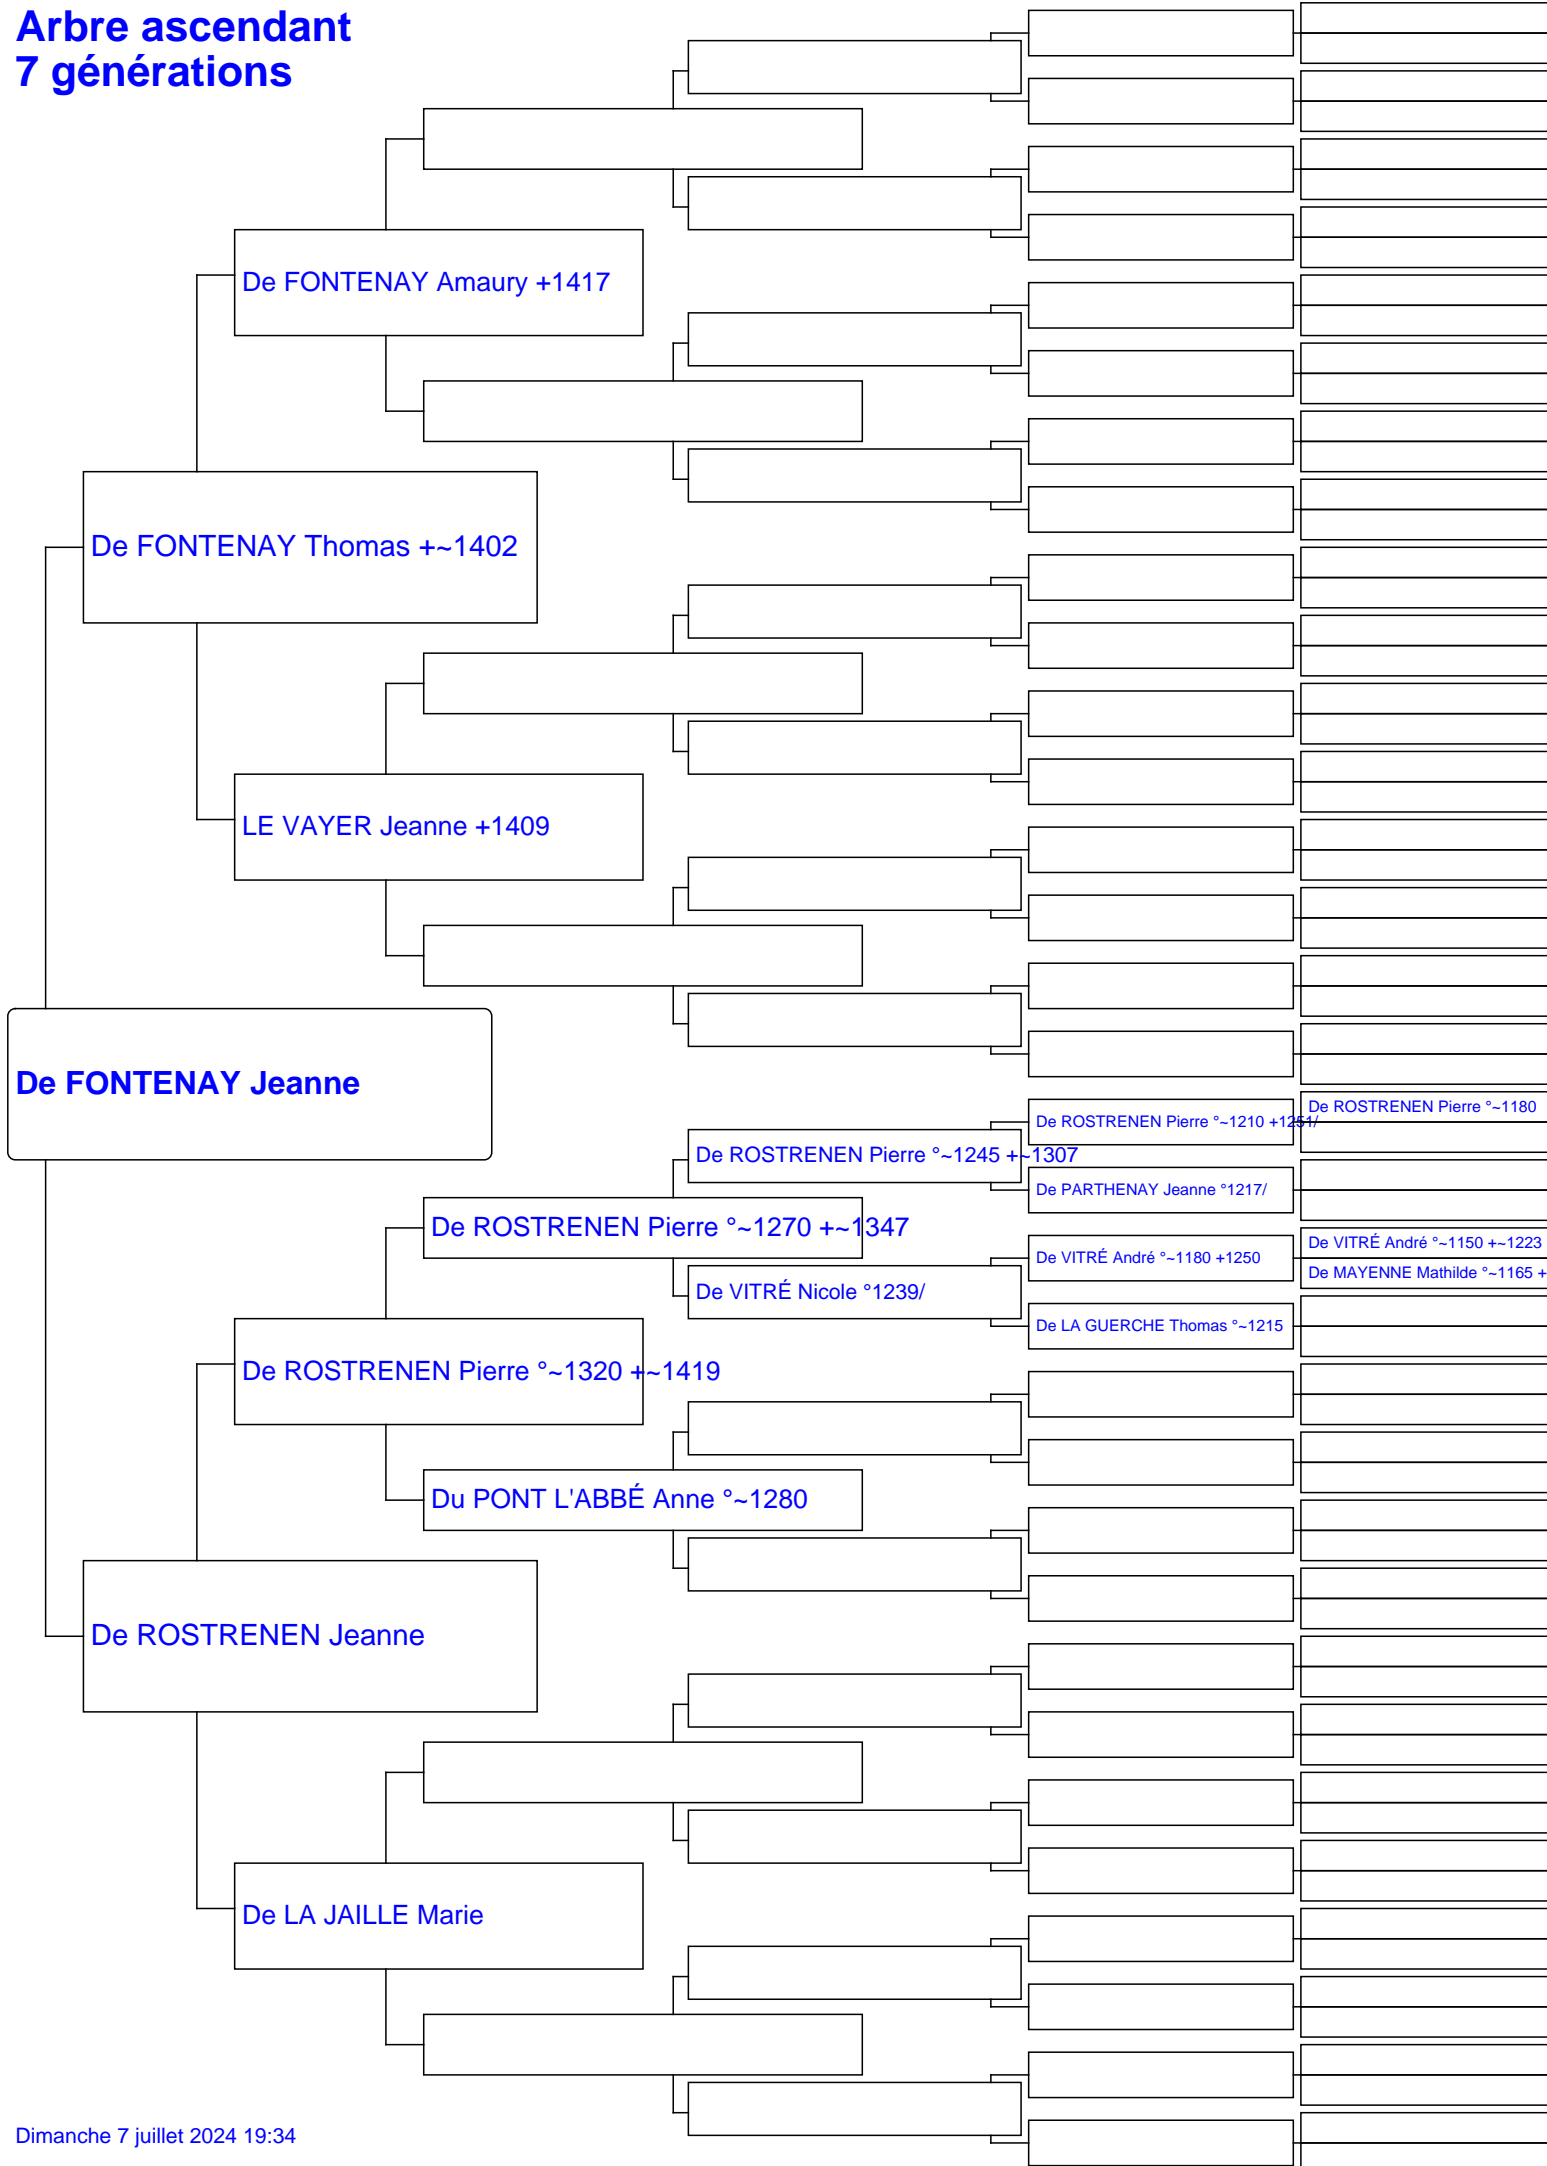 Arbre ascendant
7 générations
De FONTENAY Amaury +1417
De FONTENAY Thomas +~1402
LE VAYER Jeanne +1409
De FONTENAY Jeanne
De ROSTRENEN Pierre °~1180
De ROSTRENEN Pierre °~1210 +1251/
De ROSTRENEN Pierre °~1245 +~1307
De PARTHENAY Jeanne °1217/
De ROSTRENEN Pierre °~1270 +~1347
De VITRÉ André °~1150 +~1223
De VITRÉ André °~1180 +1250
De MAYENNE Mathilde °~1165 +
De VITRÉ Nicole °1239/
De LA GUERCHE Thomas °~1215
De ROSTRENEN Pierre °~1320 +~1419
Du PONT L'ABBÉ Anne °~1280
De ROSTRENEN Jeanne
De LA JAILLE Marie
Dimanche 7 juillet 2024 19:34